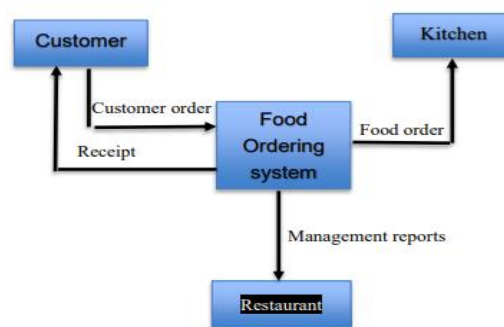 Customer
Kitchen
Customer order
Food
Ordering
system
Food order
Receipt
Management reports
Restaurant